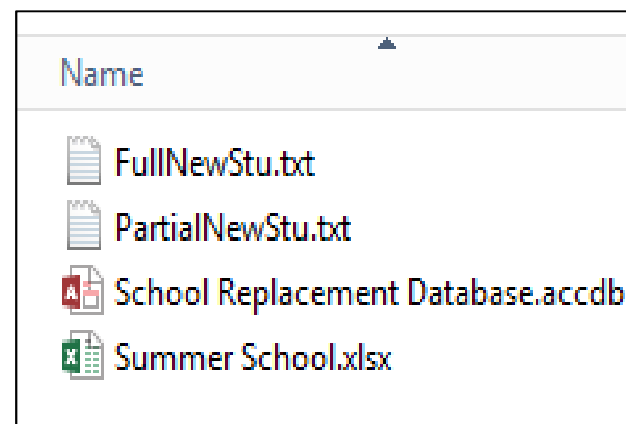 Name
FullNewStu.txt
PartialNewStu.txt
School Replacement Database.accdb
Summer School.xlsx